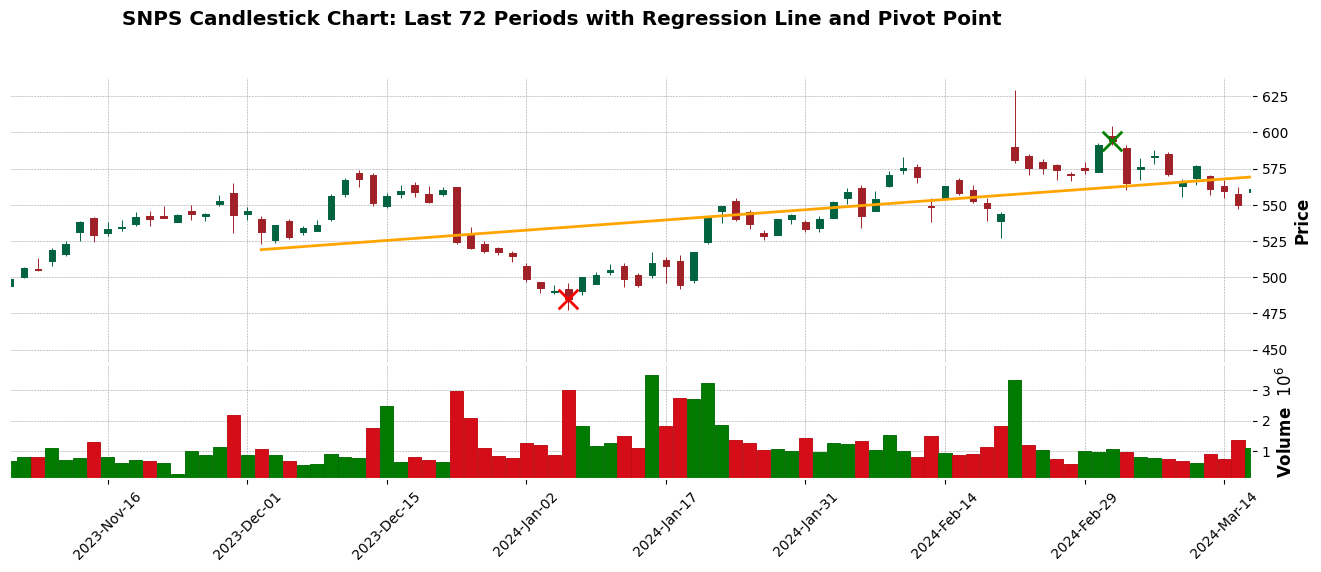 SNPS Candlestick Chart: Last 72 Periods with Regression Line and Pivot Point
625
600
575
550
525
500
475
450
Price
3
2
1
Volume 10^6
2023-Nov-16
2023-Dec-01
2023-Dec-15
2024-Jan-02
2024-Jan-17
2024-Jan-31
2024-Feb-14
2024-Feb-29
2024-Mar-14